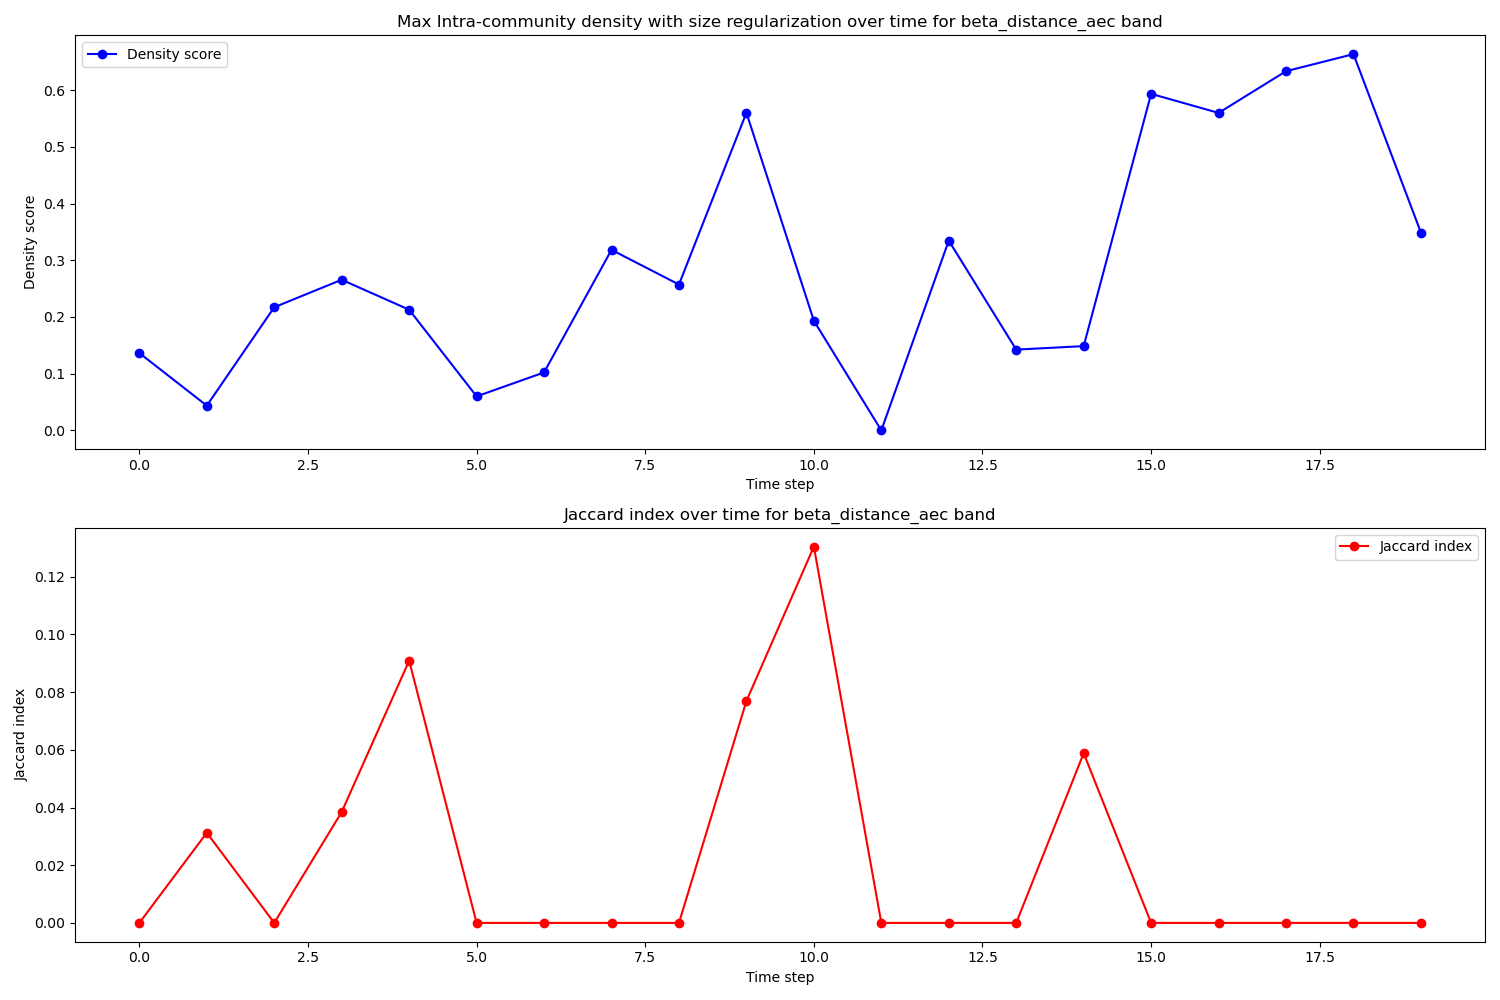 Max Intra-community density with size regularization over time for beta_distance_aec band
Density score
Density score
0.6
0.5
0.4
0.3
0.2
0.1
0.0
0.0 2.5 5.0 7.5 10.0 12.5 15.0 17.5
Time step
Jaccard index over time for beta_distance_aec band
Jaccard index
Jaccard index
0.12
0.10
0.08
0.06
0.04
0.02
0.00
0.0 2.5 5.0 7.5 10.0 12.5 15.0 17.5
Time step